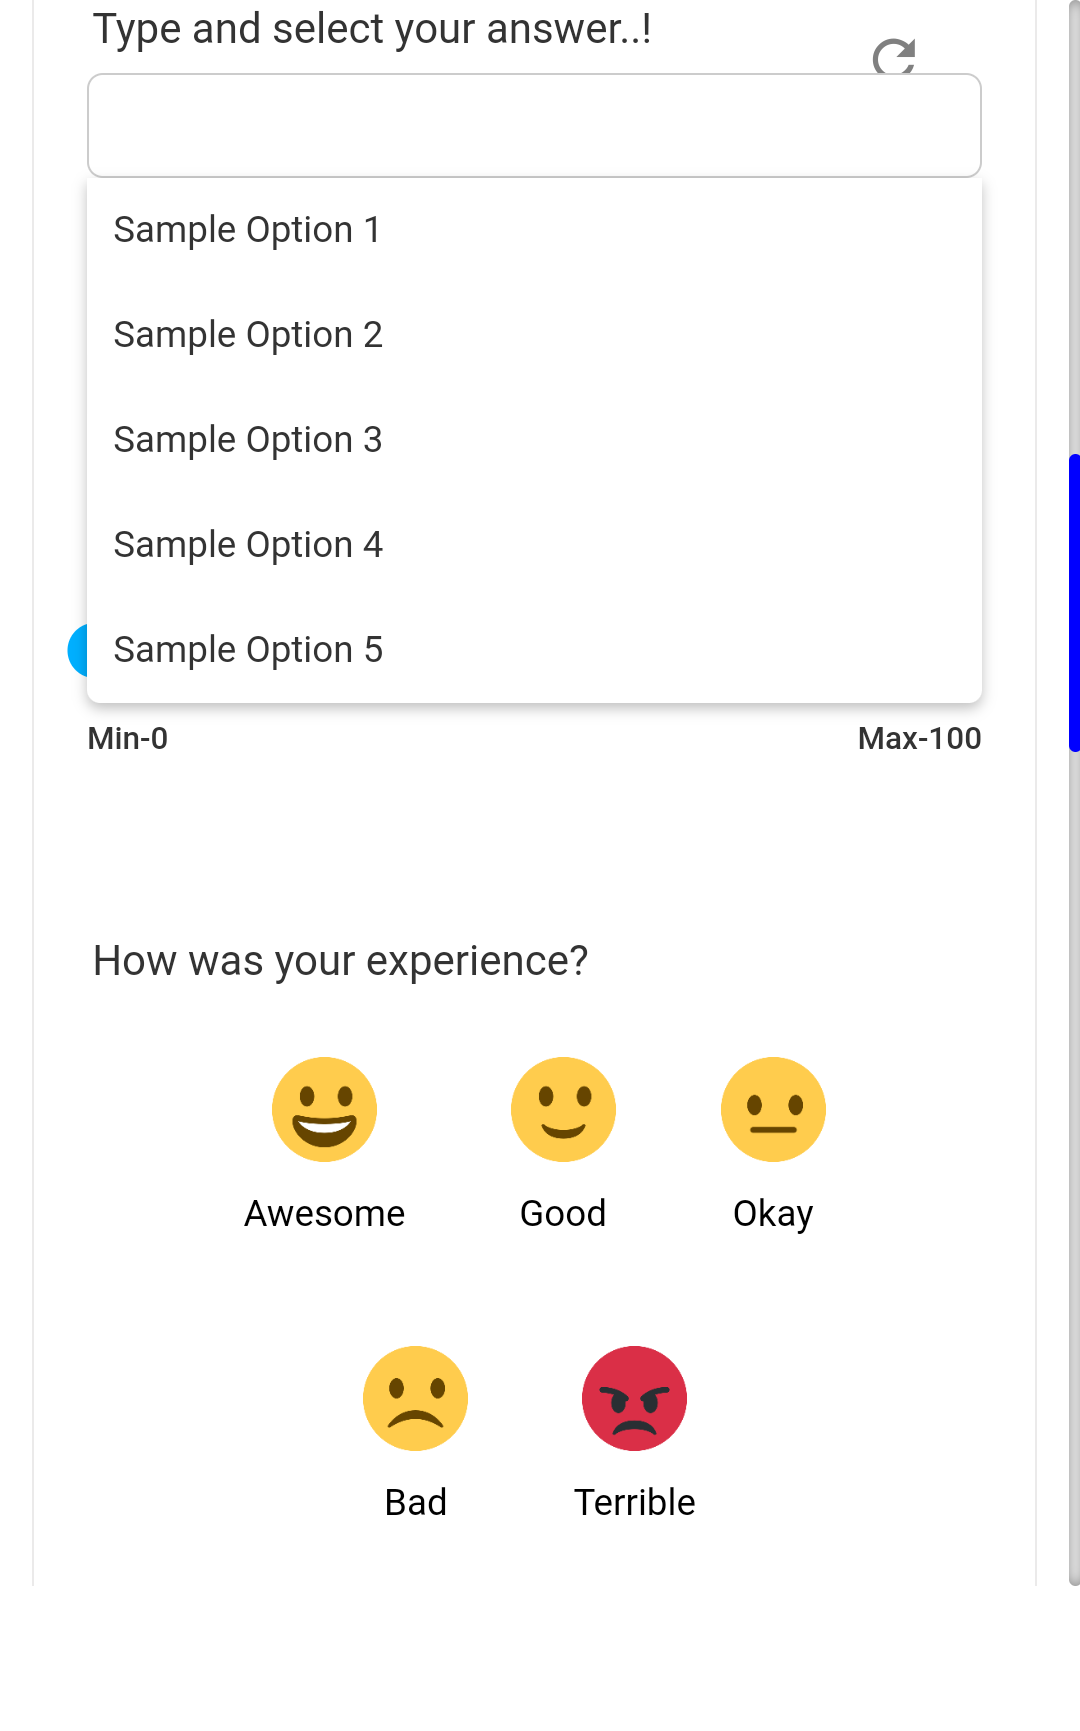 Type and select your answer..!
Sample Option 1
Sample Option 2
Sample Option 3
Sample Option 4
Sample Option 5
Min-0 Max-100
How was your experience?
Awesome Good Okay
Bad Terrible